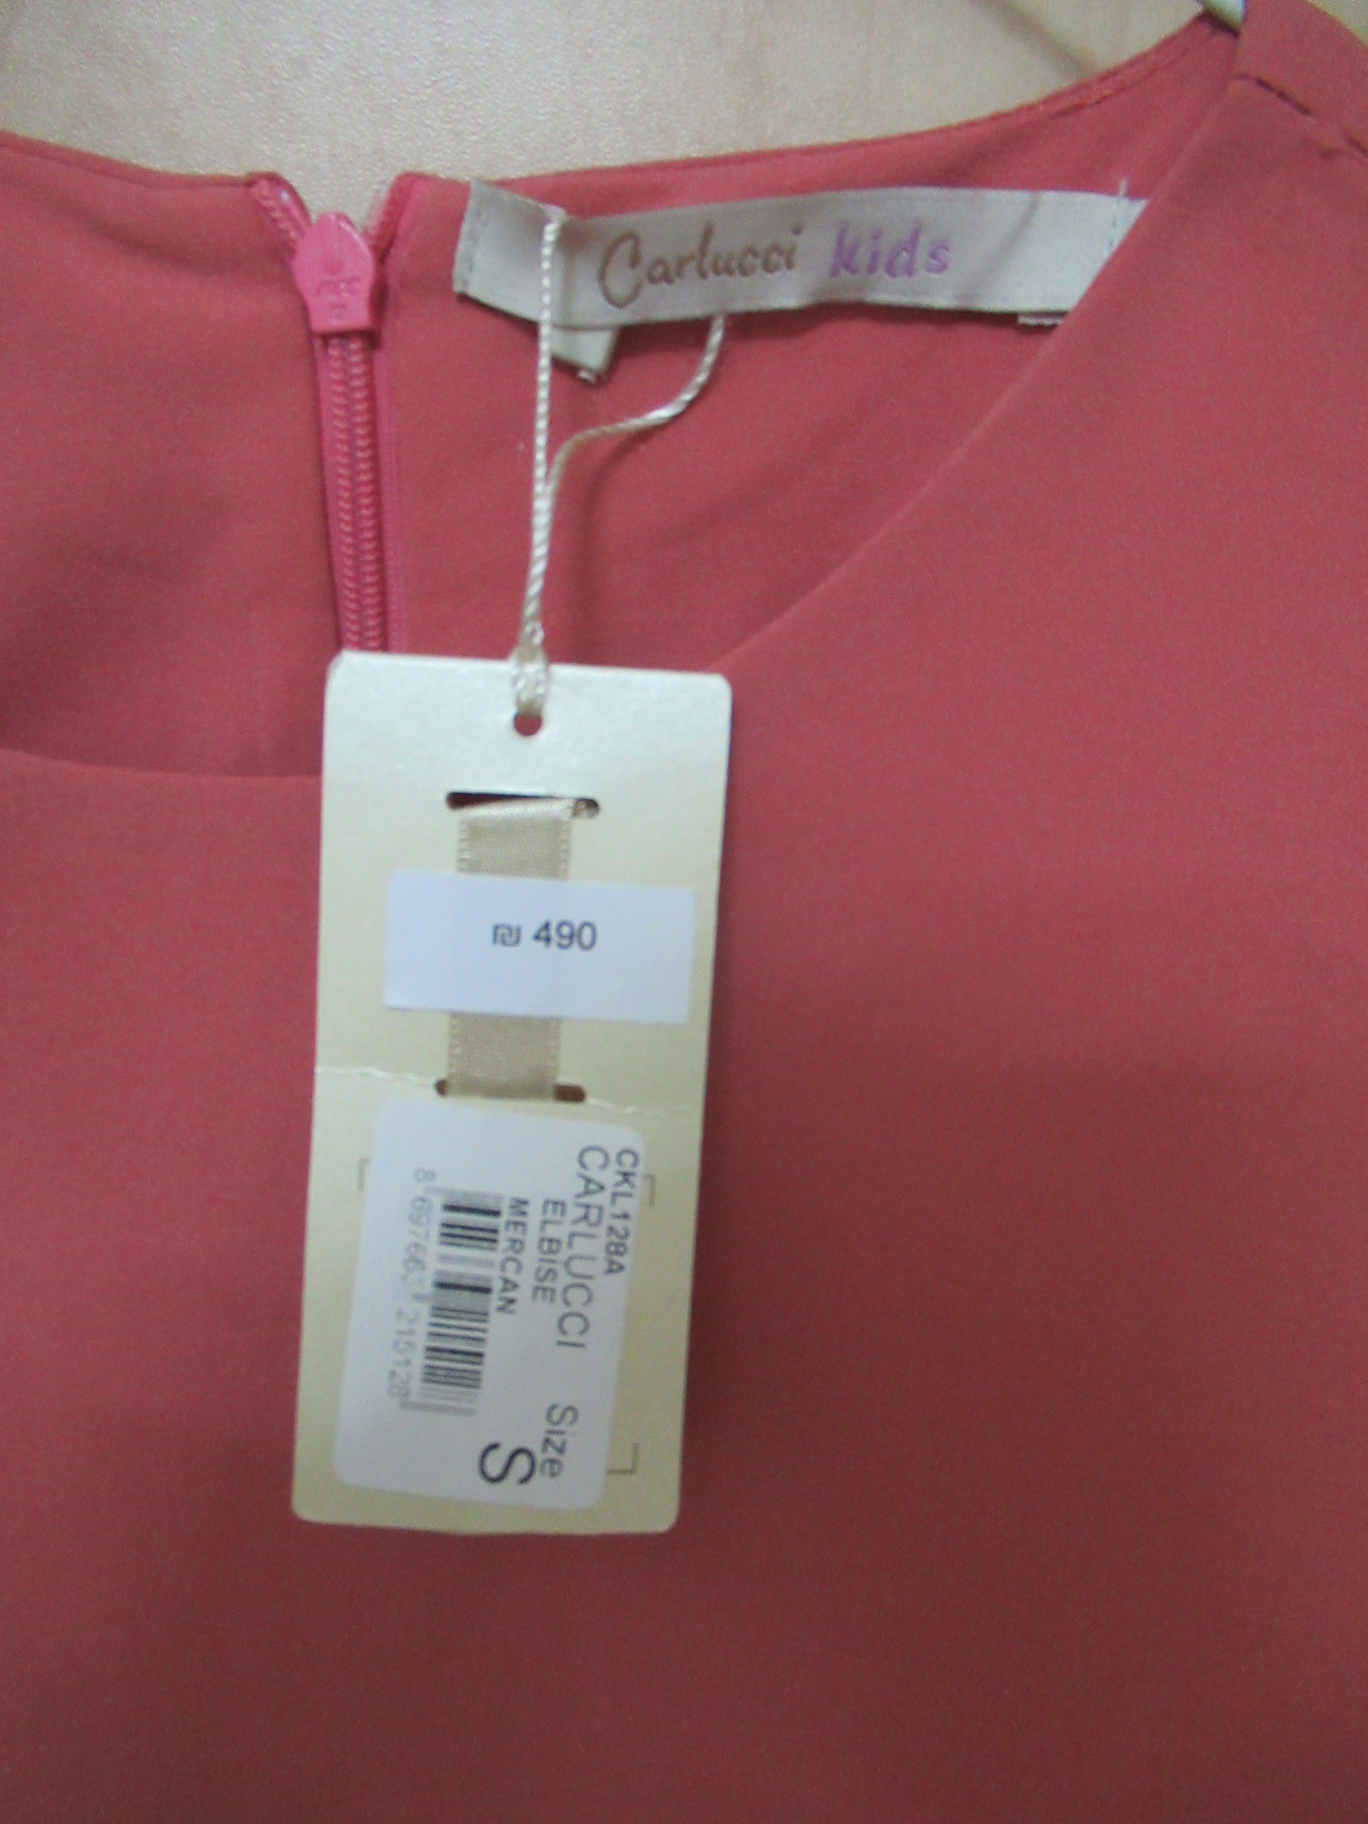 Carlucci kids
₪ 490
CKL128A
CARLUCCI
ELBISE
MERCAN
Size
S